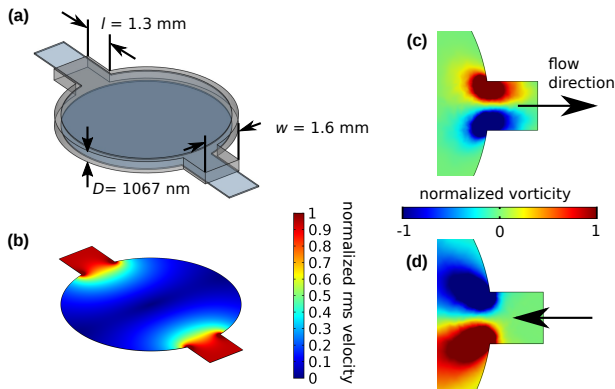 (a)
l = 1.3 mm
w = 1.6 mm
D= 1067 nm
(b)
1
0.9
0.8
0.7
0.6
0.5
0.4
0.3
0.2
0.1
0
normalized rms velocity
(c)
flow
direction
normalized vorticity
-1
0
1
(d)